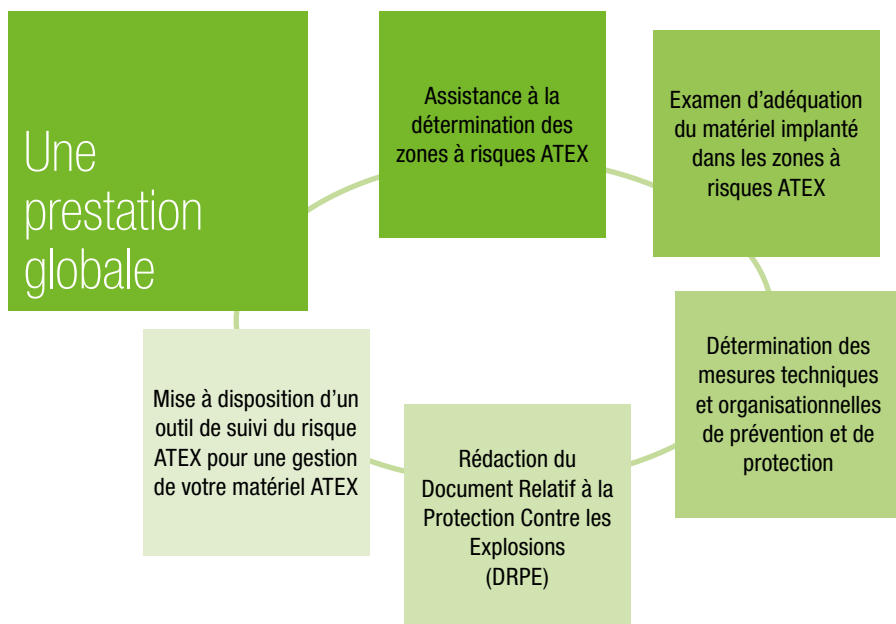 Une
prestation
globale
Assistance à la
détermination des
zones à risques ATEX
Examen d’adéquation
du matériel implanté
dans les zones à
risques ATEX
Détermination des
mesures techniques
et organisationnelles
de prévention et de
protection
Rédaction du
Document Relatif à la
Protection Contre les
Explosions
(DRPE)
Mise à disposition d’un
outil de suivi du risque
ATEX pour une gestion
de votre matériel ATEX